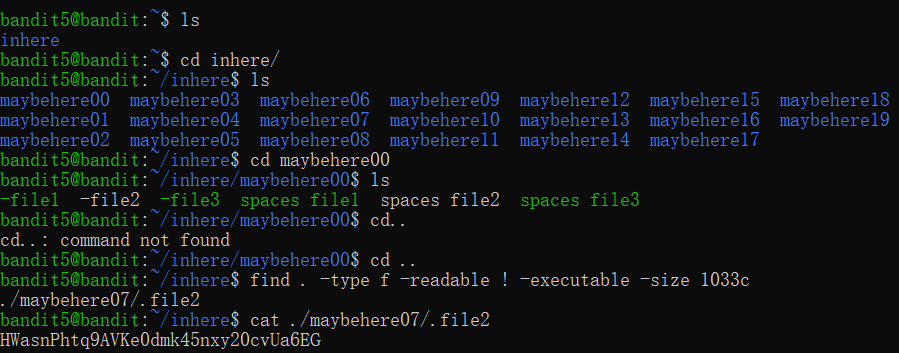 bandit5@bandit:~$ ls
inhere
bandit5@bandit:~$ cd inhere/
bandit5@bandit:~/inhere$ ls
maybehere00  maybehere03  maybehere06  maybehere09  maybehere12  maybehere15  maybehere18
maybehere01  maybehere04  maybehere07  maybehere10  maybehere13  maybehere16  maybehere19
maybehere02  maybehere05  maybehere08  maybehere11  maybehere14  maybehere17
bandit5@bandit:~/inhere$ cd maybehere00
bandit5@bandit:~/inhere/maybehere00$ ls
-file1  -file2  -file3  spaces file1  spaces file2  spaces file3
bandit5@bandit:~/inhere/maybehere00$ cd..
cd..: command not found
bandit5@bandit:~/inhere/maybehere00$ cd ..
bandit5@bandit:~/inhere$ find . -type f -readable ! -executable -size 1033c
./maybehere07/.file2
bandit5@bandit:~/inhere$ cat ./maybehere07/.file2
HWasnPhtq9AVKe0dmk45nxy20cvUa6EG